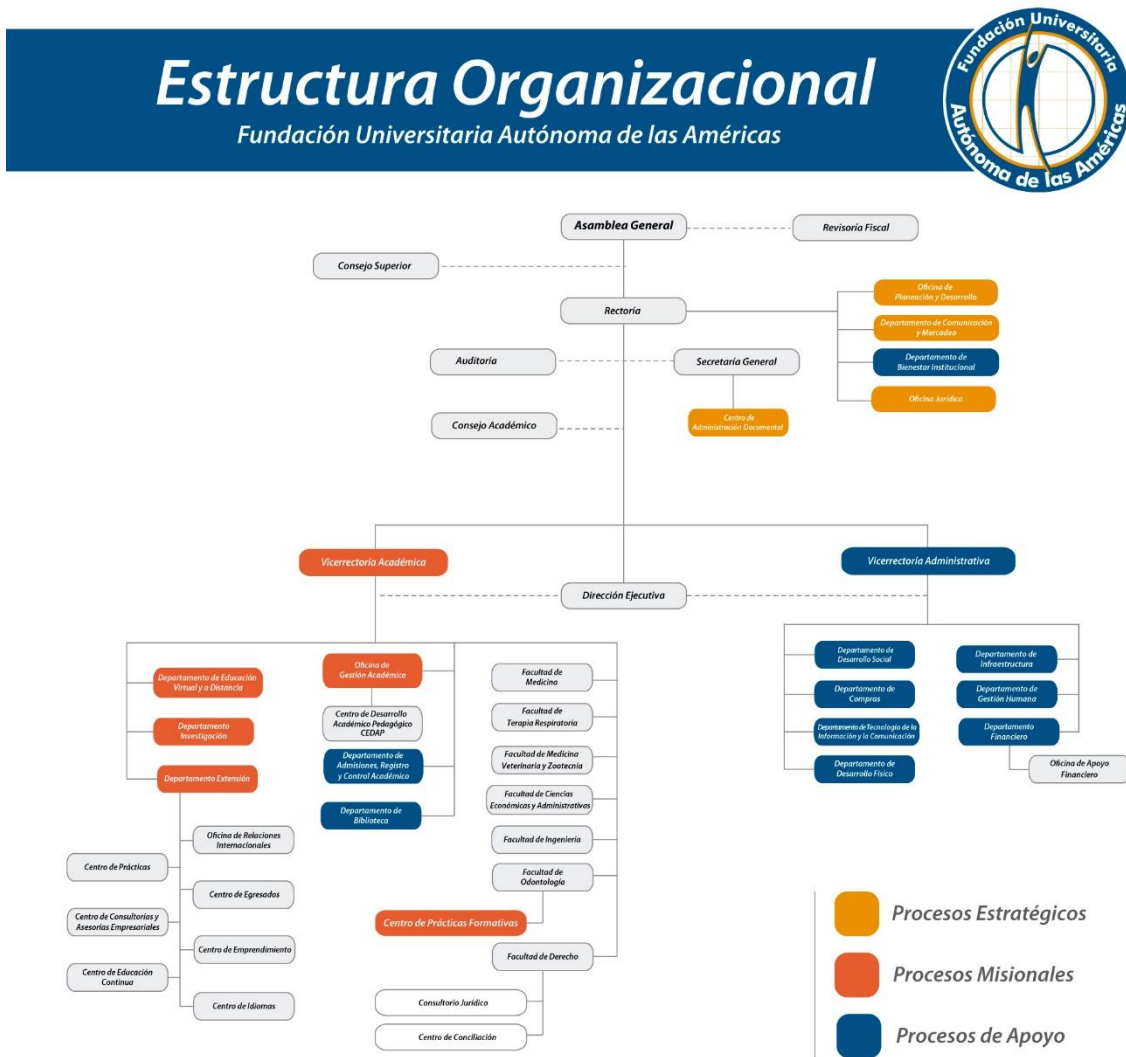 Estructura Organizacional
Fundación Universitaria Autónoma de las Américas
Fundación Universitaria
Autónoma de las Américas
Asamblea General
Revisoría Fiscal
Consejo Superior
Rectoría
Oficina de
Planeación y Desarrollo
Departamento de Comunicación
y Mercadeo
Departamento de
Bienestar Institucional
Oficina Jurídica
Auditoría
Secretaría General
Centro de
Administración Documental
Consejo Académico
Vicerrectoría Académica
Vicerrectoría Administrativa
Dirección Ejecutiva
Departamento de Educación
Virtual y a Distancia
Departamento
Investigación
Departamento Extensión
Oficina de Relaciones
Internacionales
Centro de Prácticas
Centro de Egresados
Centro de Consultorías y
Asesorías Empresariales
Centro de Emprendimiento
Centro de Educación
Continua
Centro de Idiomas
Oficina de
Gestión Académica
Centro de Desarrollo
Académico Pedagógico
CEDAP
Departamento de
Admisiones, Registro
y Control Académico
Departamento de
Biblioteca
Facultad de
Medicina
Facultad de
Terapia Respiratoria
Facultad de Medicina
Veterinaria y Zootecnia
Facultad de Ciencias
Económicas y Administrativas
Facultad de Ingeniería
Facultad de
Odontología
Centro de Prácticas Formativas
Facultad de Derecho
Consultorio Jurídico
Centro de Conciliación
Departamento de
Desarrollo Social
Departamento de
Compras
Departamento de Tecnología de la
Información y la Comunicación
Departamento de
Desarrollo Físico
Departamento de
Infraestructura
Departamento de
Gestión Humana
Departamento
Financiero
Oficina de Apoyo
Financiero
Procesos Estratégicos
Procesos Misionales
Procesos de Apoyo